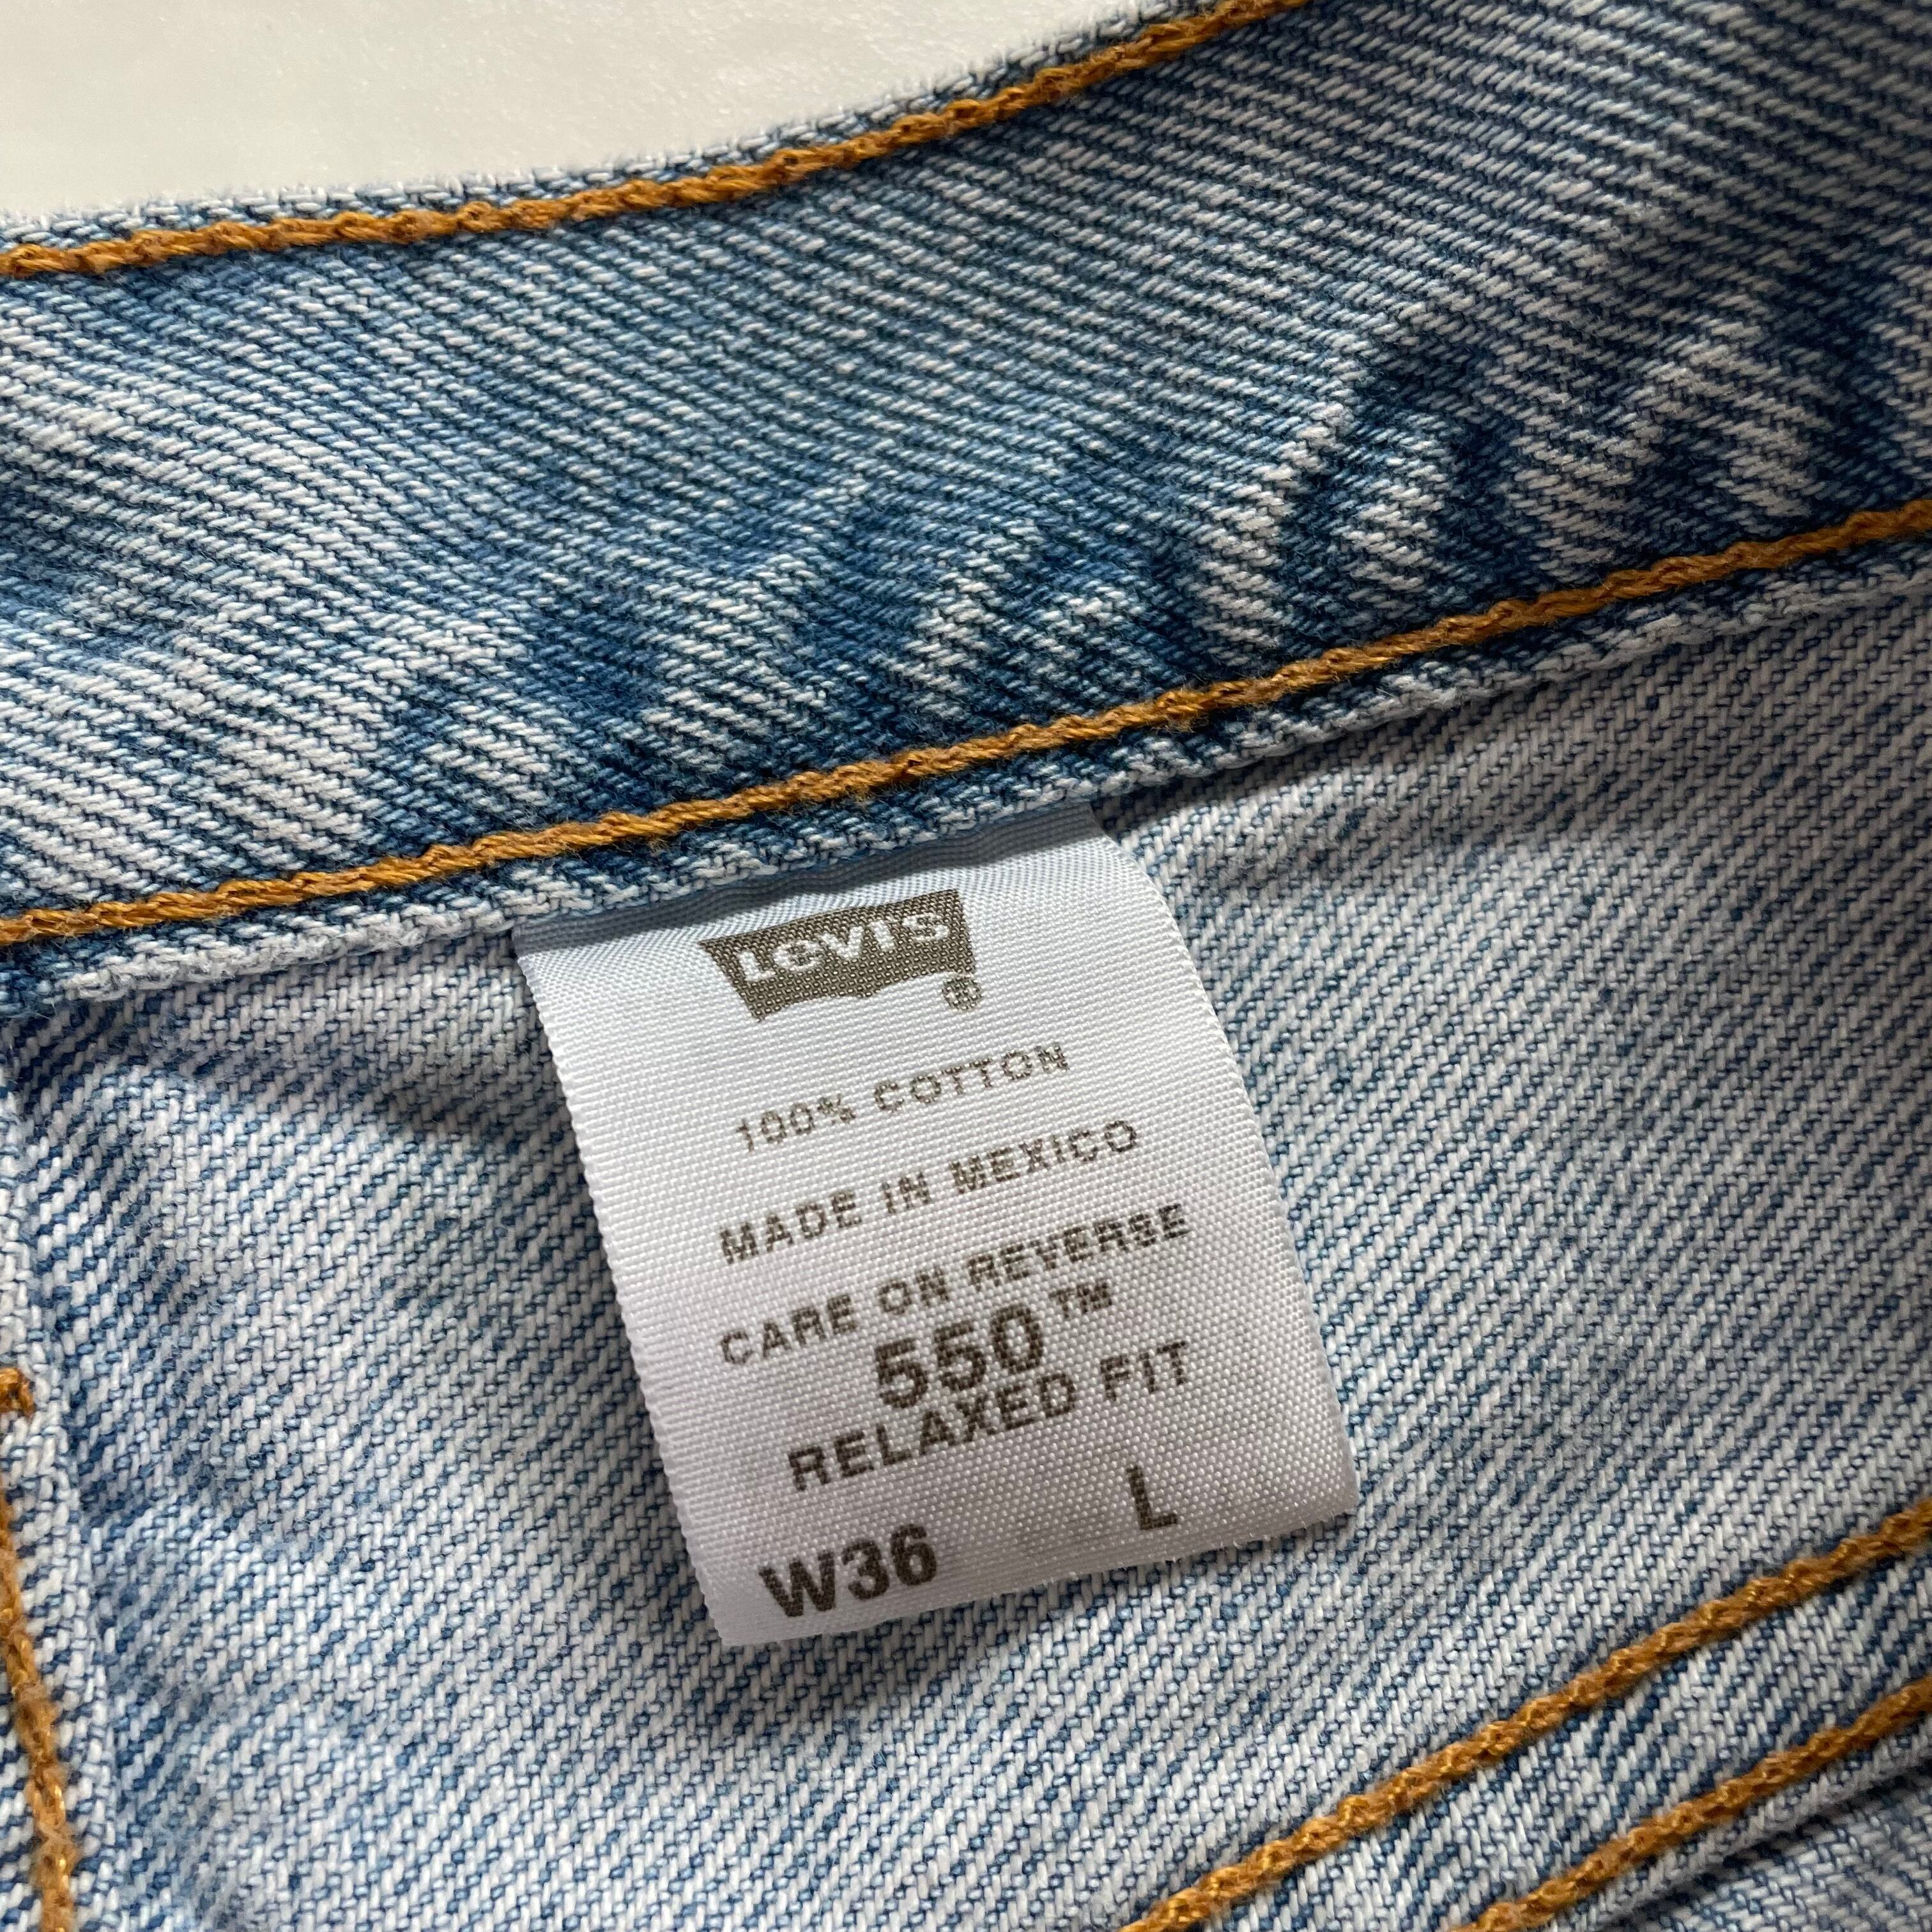 Levi's ®
100% COTTON
MADE IN MEXICO
CARE ON REVERSE
550™
RELAXED FIT
W36 L